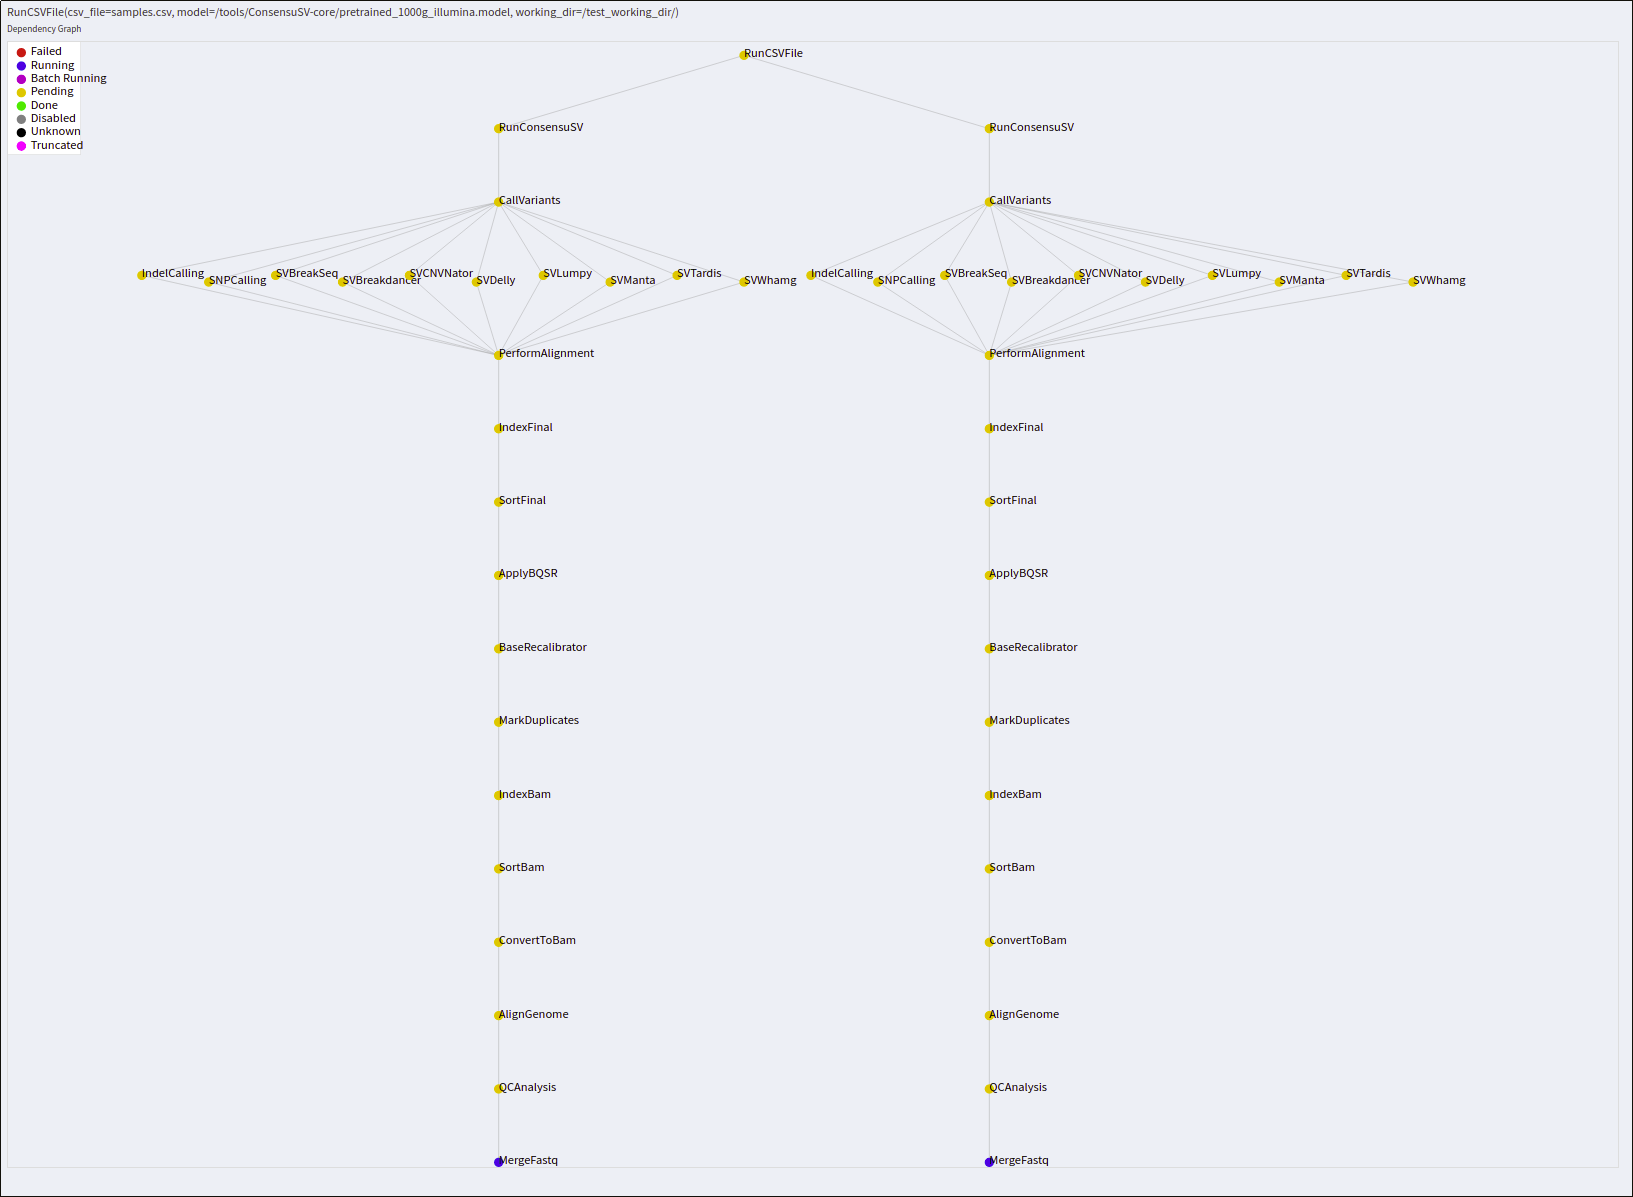 RunCSVFile(csv_file=samples.csv, model=/tools/ConsensuSV-core/pretrained_1000g_illumina.model, working_dir=/test_working_dir/)
Dependency Graph
Failed
Running
Batch Running
Pending
Done
Disabled
Unknown
Truncated
RunCSVFile
RunConsensuSV RunConsensuSV
CallVariants CallVariants
IndelCalling SVBreakSeq SVCNVNator SVLumpy SVTardis IndelCalling SVBreakSeq SVCNVNator SVLumpy SVTardis
SNPCalling SVBreakdancer SVDelly SVManta SVWhamg SNPCalling SVBreakdancer SVDelly SVManta SVWhamg
PerformAlignment PerformAlignment
IndexFinal IndexFinal
SortFinal SortFinal
ApplyBQSR ApplyBQSR
BaseRecalibrator BaseRecalibrator
MarkDuplicates MarkDuplicates
IndexBam IndexBam
SortBam SortBam
ConvertToBam ConvertToBam
AlignGenome AlignGenome
QCAnalysis QCAnalysis
MergeFastq MergeFastq